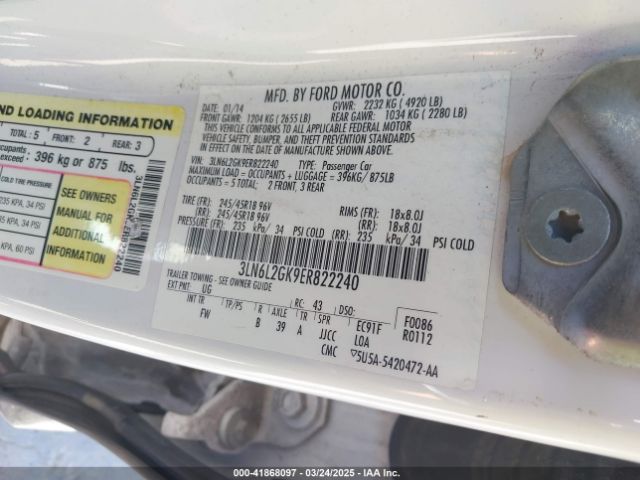 ND LOADING INFORMATION
TOTAL: 5 FRONT: 2 REAR: 3
ccupants
exceed: 396 kg or 875 lbs.
COLD TIRE PRESSURE
235 KPA, 34 PSI
35 KPA, 34 PSI
KPA, 60 PSI
SEE OWNERS
MANUAL FOR
ADDITIONAL
INFORMATION
MFD. BY FORD MOTOR CO.
DATE: 01/14 GVWR: 2232 KG ( 4920 LB)
FRONT GAWR: 1204 KG ( 2655 LB) REAR GAWR: 1034 KG ( 2280 LB)
THIS VEHICLE CONFORMS TO ALL APPLICABLE FEDERAL MOTOR
VEHICLE SAFETY, BUMPER, AND THEFT PREVENTION STANDARDS
IN EFFECT ON THE DATE OF MANUFACTURE SHOWN ABOVE.
VIN: 3LN6L2GK9ER822240 TYPE: Passenger Car
MAXIMUM LOAD = OCCUPANTS + LUGGAGE = 396KG/ 875LB
OCCUPANTS = 5 TOTAL; 2 FRONT, 3 REAR
TIRE (FR): 245/45R18 96V RIMS (FR): 18x8.0J
(RR): 245/45R18 96V (RR): 18x8.0J
PRESSURE (FR): 235 kPa/ 34 PSI COLD (RR): 235 kPa/ 34 PSI COLD
3LN6L2GK9ER822240
TRAILER TOWING - SEE OWNER GUIDE
EXT PNT: UG RC: 43 DSO:
INT TR TP/PS R AXLE TR SPR EC91F F0086
FW B 39 A JJCC LOA R0112
CMC ▽5U5A-5420472-AA
000-41868097 • 03/24/2025 • IAA Inc.